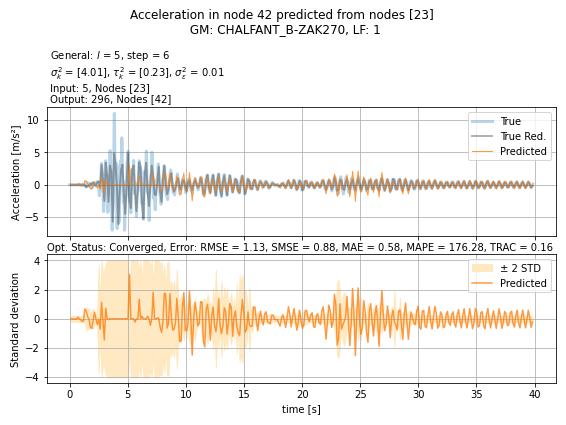 Acceleration in node 42 predicted from nodes [23]
GM: CHALFANT_B-ZAK270, LF: 1
General: l = 5, step = 6
σ²ₖ = [4.01], τ²ₖ = [0.23], σ²ε = 0.01
Input: 5, Nodes [23]
Output: 296, Nodes [42]
Acceleration [m/s²]
10
5
0
−5
True
True Red.
Predicted
Opt. Status: Converged, Error: RMSE = 1.13, SMSE = 0.88, MAE = 0.58, MAPE = 176.28, TRAC = 0.16
Standard deviation
4
2
0
−2
−4
± 2 STD
Predicted
0 5 10 15 20 25 30 35 40
time [s]